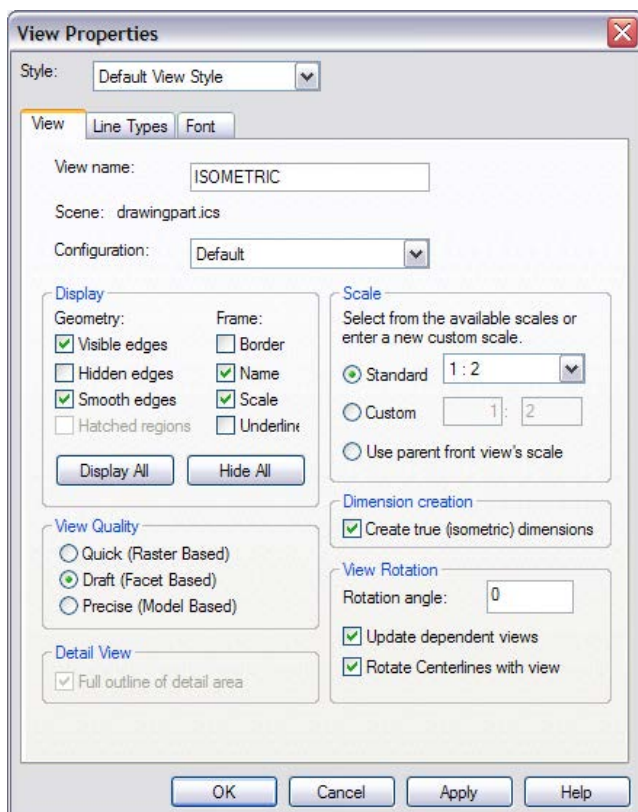 View Properties
Style: Default View Style
View Line Types Font
View name: ISOMETRIC
Scene: drawingpart.ics
Configuration: Default
Display
Geometry: Frame:
Visible edges Border
Hidden edges Name
Smooth edges Scale
Hatched regions Underline
Display All Hide All
Scale
Select from the available scales or
enter a new custom scale.
Standard 1 : 2
Custom 1 : 2
Use parent front view's scale
Dimension creation
Create true (isometric) dimensions
View Quality
Quick (Raster Based)
Draft (Facet Based)
Precise (Model Based)
View Rotation
Rotation angle: 0
Update dependent views
Rotate Centerlines with view
Detail View
Full outline of detail area
OK Cancel Apply Help